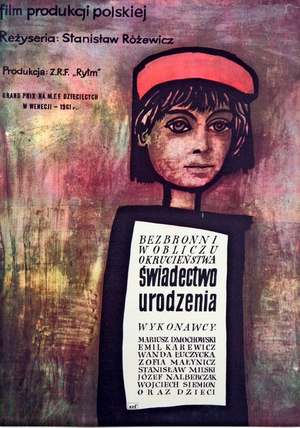 film produkcji polskiej
Reżyseria: Stanisław Różewicz
Produkcja: Z.R.F. „Rytm"
GRAND PRIX NA M.F.F. DZIECIĘCYCH
W WENECJI – 1961 r.
BEZBRONNI
W OBLICZU
OKRUCIEŃSTWA
świadectwo
urodzenia
WYKONAWCY:
MARIUSZ DMOCHOWSKI
EMIL KAREWICZ
WANDA ŁUCZYCKA
ZOFIA MAŁYNICZ
STANISŁAW MILSKI
JÓZEF NALBERCZAK
WOJCIECH SIEMION
ORAZ DZIECI